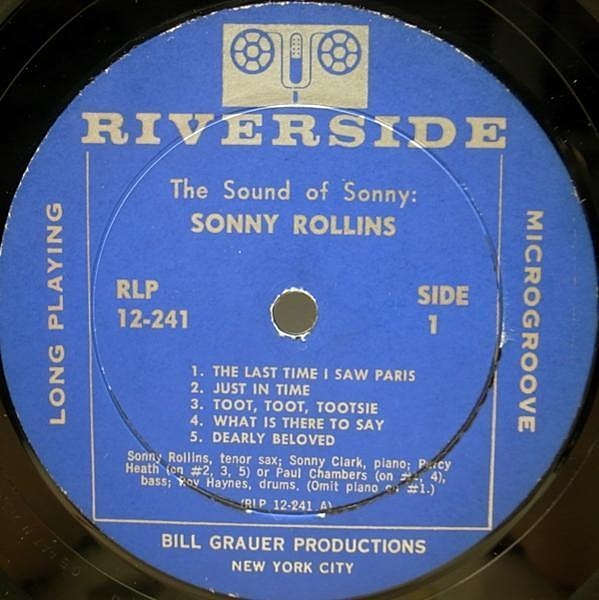 RIVERSIDE
The Sound of Sonny:
SONNY ROLLINS
LONG PLAYING
MICROGROOVE
RLP
12-241
SIDE
1
1. THE LAST TIME I SAW PARIS
2. JUST IN TIME
3. TOOT, TOOT, TOOTSIE
4. WHAT IS THERE TO SAY
5. DEARLY BELOVED
Sonny Rollins, tenor sax; Sonny Clark, piano; Percy
Heath (on #2, 3, 5) or Paul Chambers (on 4),
bass; Roy Haynes, drums. (Omit piano on #1.)
(RLP 12-241 A)
BILL GRAUER PRODUCTIONS
NEW YORK CITY